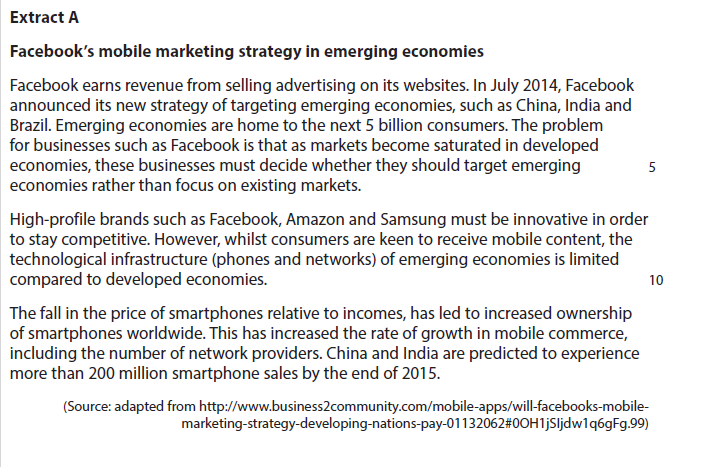 Extract A
Facebook’s mobile marketing strategy in emerging economies
Facebook earns revenue from selling advertising on its websites. In July 2014, Facebook
announced its new strategy of targeting emerging economies, such as China, India and
Brazil. Emerging economies are home to the next 5 billion consumers. The problem
for businesses such as Facebook is that as markets become saturated in developed
economies, these businesses must decide whether they should target emerging 5
economies rather than focus on existing markets.
High-profile brands such as Facebook, Amazon and Samsung must be innovative in order
to stay competitive. However, whilst consumers are keen to receive mobile content, the
technological infrastructure (phones and networks) of emerging economies is limited
compared to developed economies. 10
The fall in the price of smartphones relative to incomes, has led to increased ownership
of smartphones worldwide. This has increased the rate of growth in mobile commerce,
including the number of network providers. China and India are predicted to experience
more than 200 million smartphone sales by the end of 2015.
(Source: adapted from http://www.business2community.com/mobile-apps/will-facebooks-mobile-
marketing-strategy-developing-nations-pay-01132062#0OH1jSIjdw1q6gFg.99)